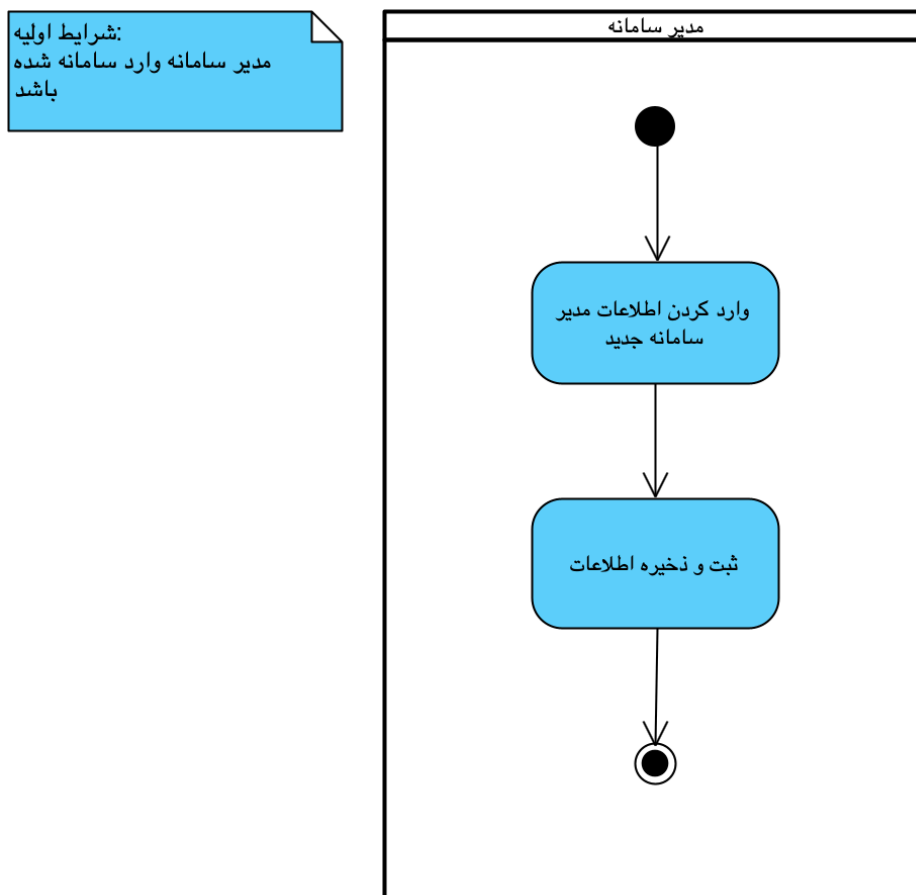 شرایط اولیه:
مدیر سامانه وارد سامانه شده
باشد
مدیر سامانه
وارد کردن اطلاعات مدیر
سامانه جدید
ثبت و ذخیره اطلاعات